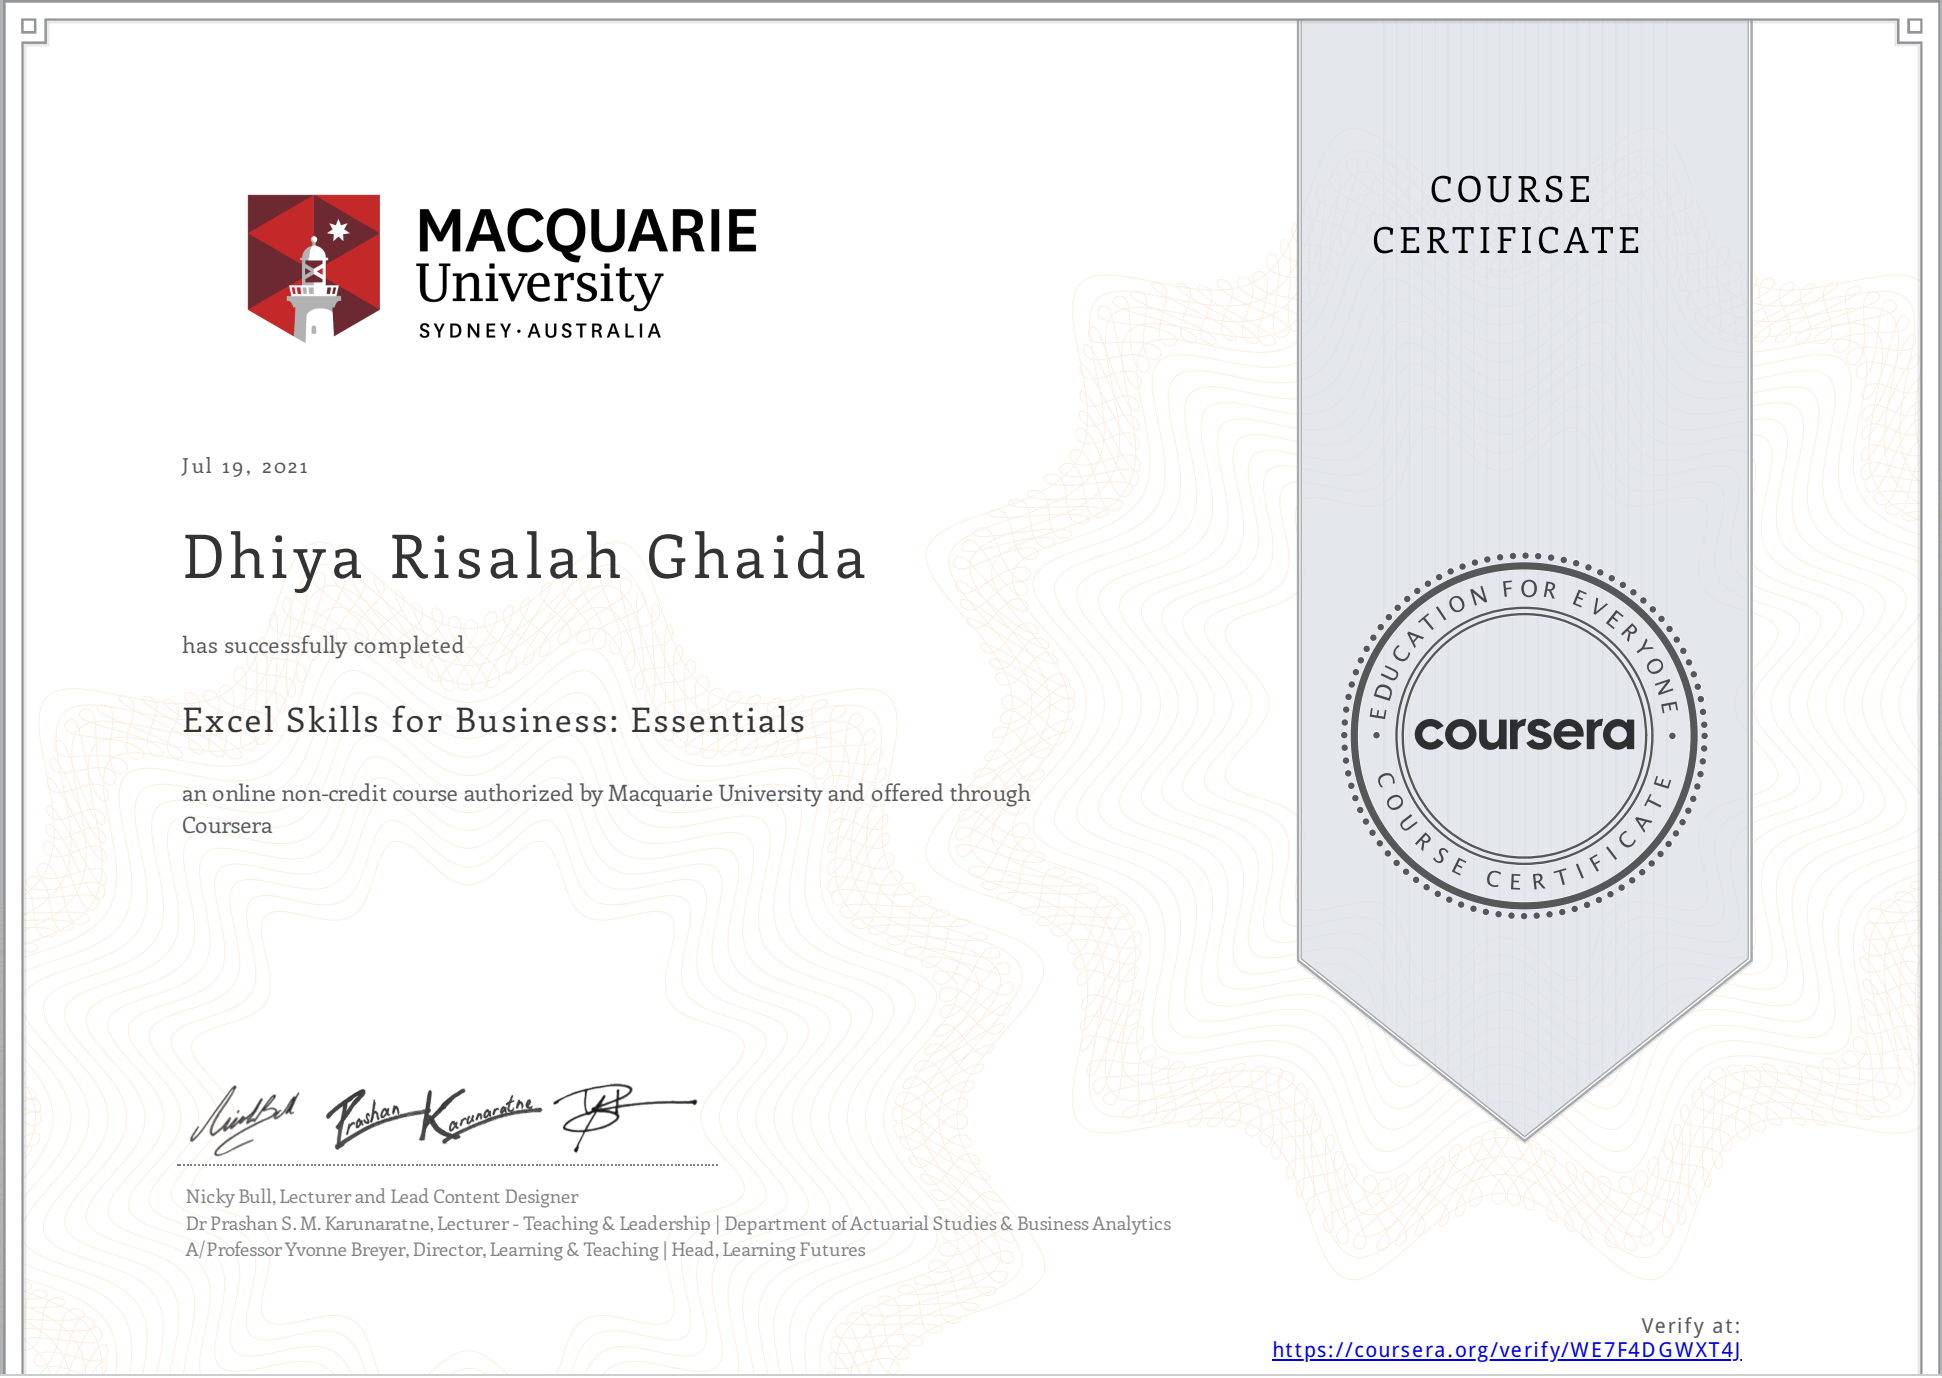 MACQUARIE
University
SYDNEY·AUSTRALIA
COURSE
CERTIFICATE
Jul 19, 2021
Dhiya Risalah Ghaida
has successfully completed
Excel Skills for Business: Essentials
an online non-credit course authorized by Macquarie University and offered through
Coursera
EDUCATION FOR EVERYONE
coursera
COURSE CERTIFICATE
Prashan Karunaratne
Nicky Bull, Lecturer and Lead Content Designer
Dr Prashan S. M. Karunaratne, Lecturer - Teaching & Leadership | Department of Actuarial Studies & Business Analytics
A/Professor Yvonne Breyer, Director, Learning & Teaching | Head, Learning Futures
Verify at:
https://coursera.org/verify/WE7F4DGWXT4J